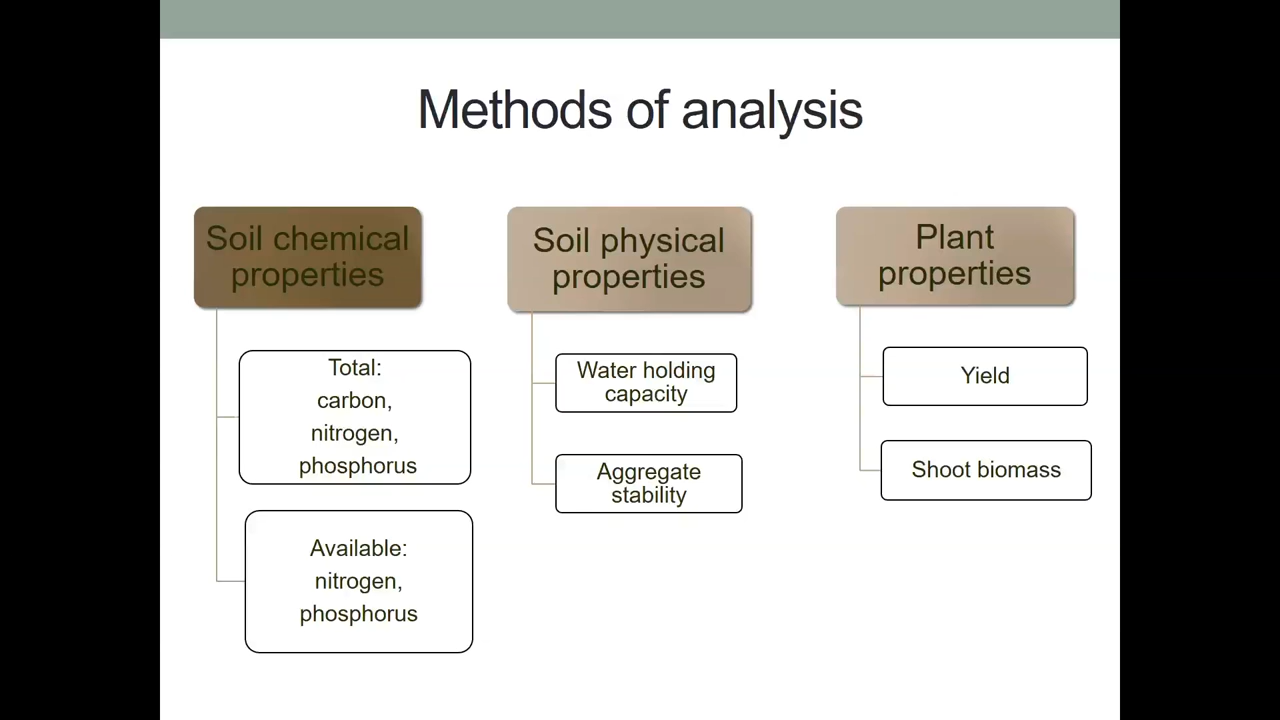 Methods of analysis
Soil chemical
properties
Total:
carbon,
nitrogen,
phosphorus
Available:
nitrogen,
phosphorus
Soil physical
properties
Water holding
capacity
Aggregate
stability
Plant
properties
Yield
Shoot biomass